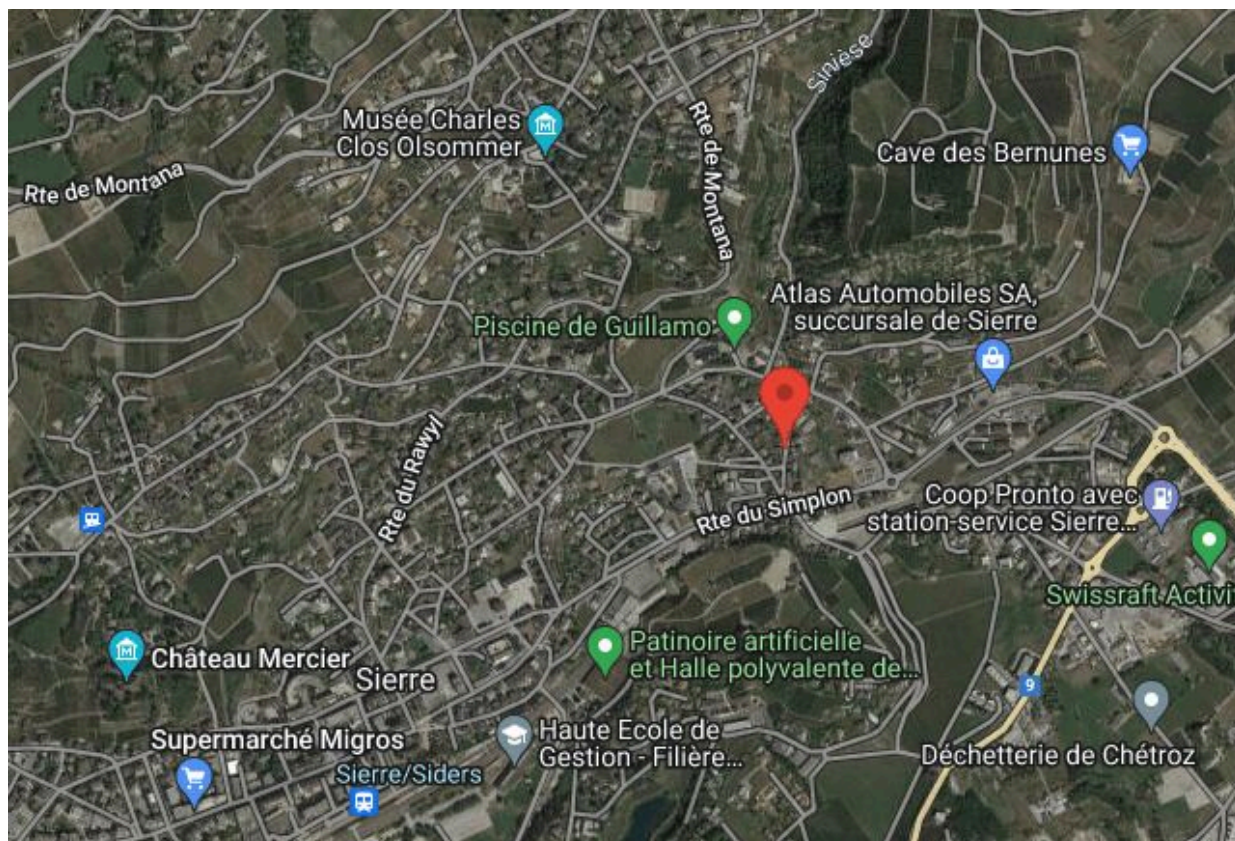 Sinièse
Musée Charles
Clos Olsommer
Rte de Montana
Cave des Bernunes
Rte de Montana
Atlas Automobiles SA,
succursale de Sierre
Piscine de Guillamo
Rte du Rawyl
Rte du Simplon
Coop Pronto avec
station-service Sierre...
Swissraft Activit
Patinoire artificielle
et Halle polyvalente de...
Château Mercier
Sierre
9
Supermarché Migros
Haute Ecole de
Gestion - Filière...
Déchetterie de Chétroz
Sierre/Siders